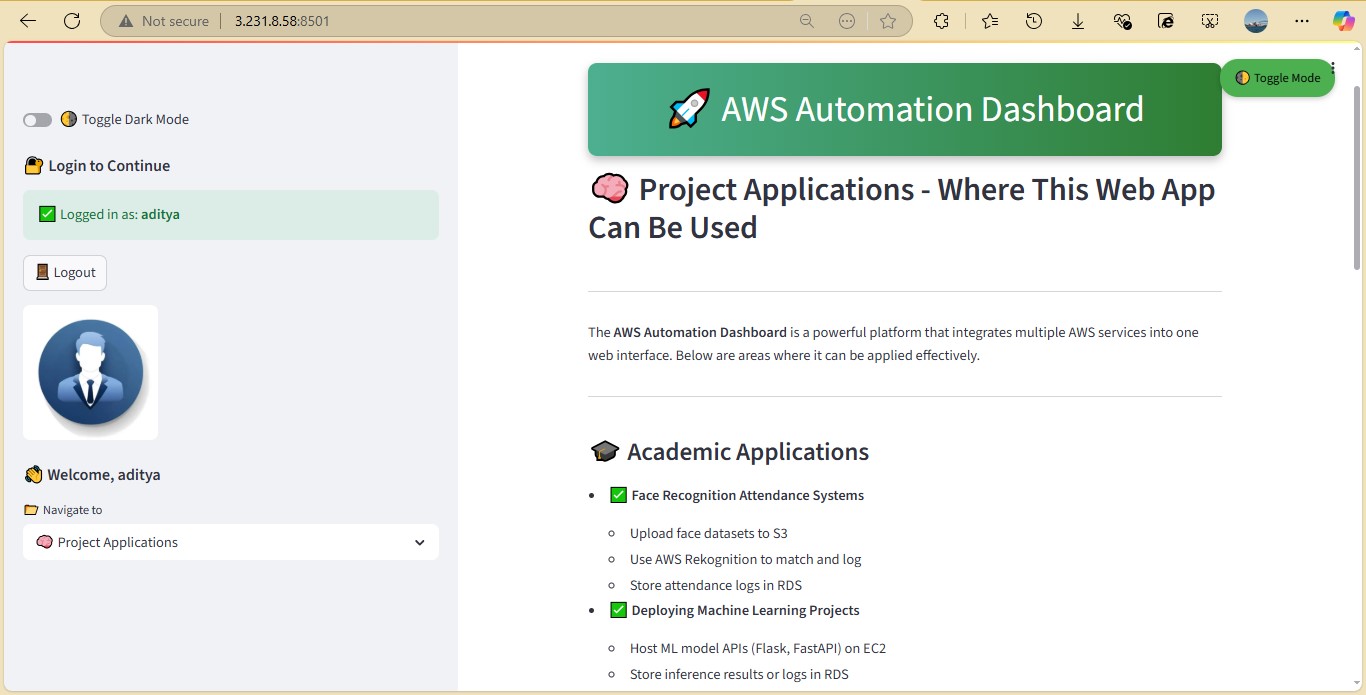 Not secure
3.231.8.58:8501
Toggle Dark Mode
Login to Continue
Logged in as: aditya
Logout
Welcome, aditya
Navigate to
Project Applications
AWS Automation Dashboard
Toggle Mode
Project Applications - Where This Web App
Can Be Used
The AWS Automation Dashboard is a powerful platform that integrates multiple AWS services into one
web interface. Below are areas where it can be applied effectively.
Academic Applications
Face Recognition Attendance Systems
Upload face datasets to S3
Use AWS Rekognition to match and log
Store attendance logs in RDS
Deploying Machine Learning Projects
Host ML model APIs (Flask, FastAPI) on EC2
Store inference results or logs in RDS